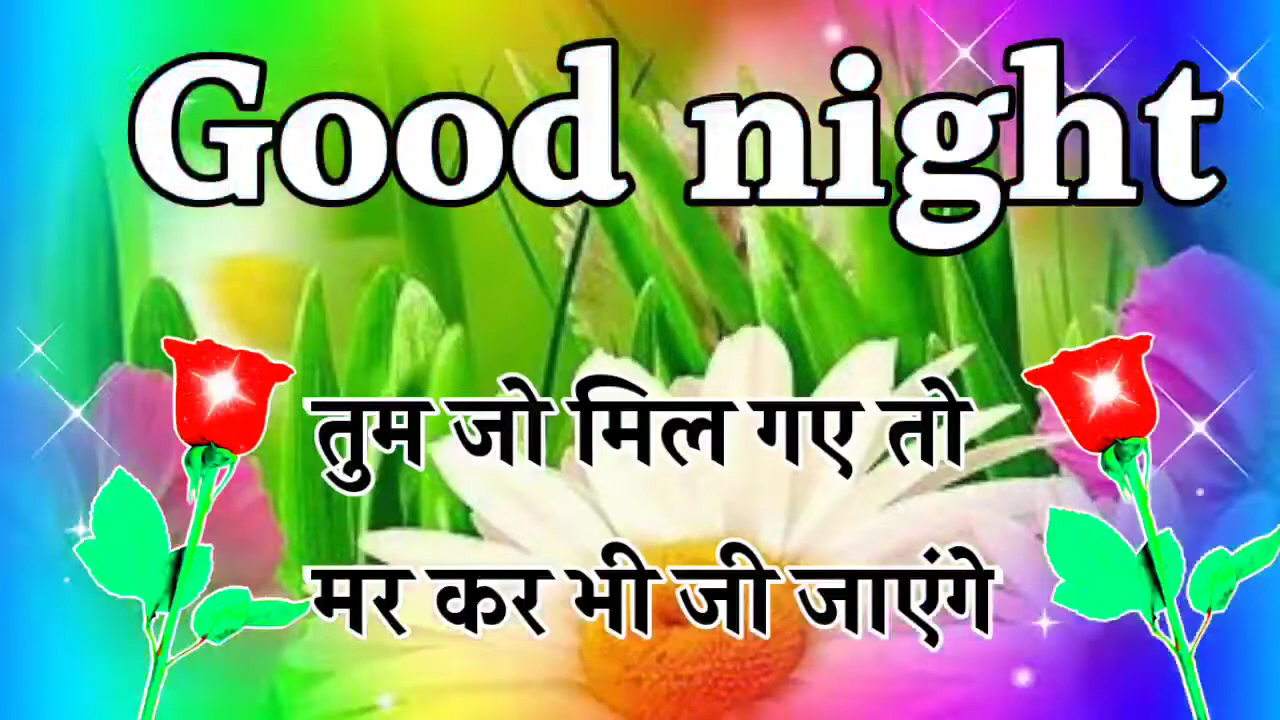 Good night
तुम जो मिल गए तो
मर कर भी जी जाएंगे